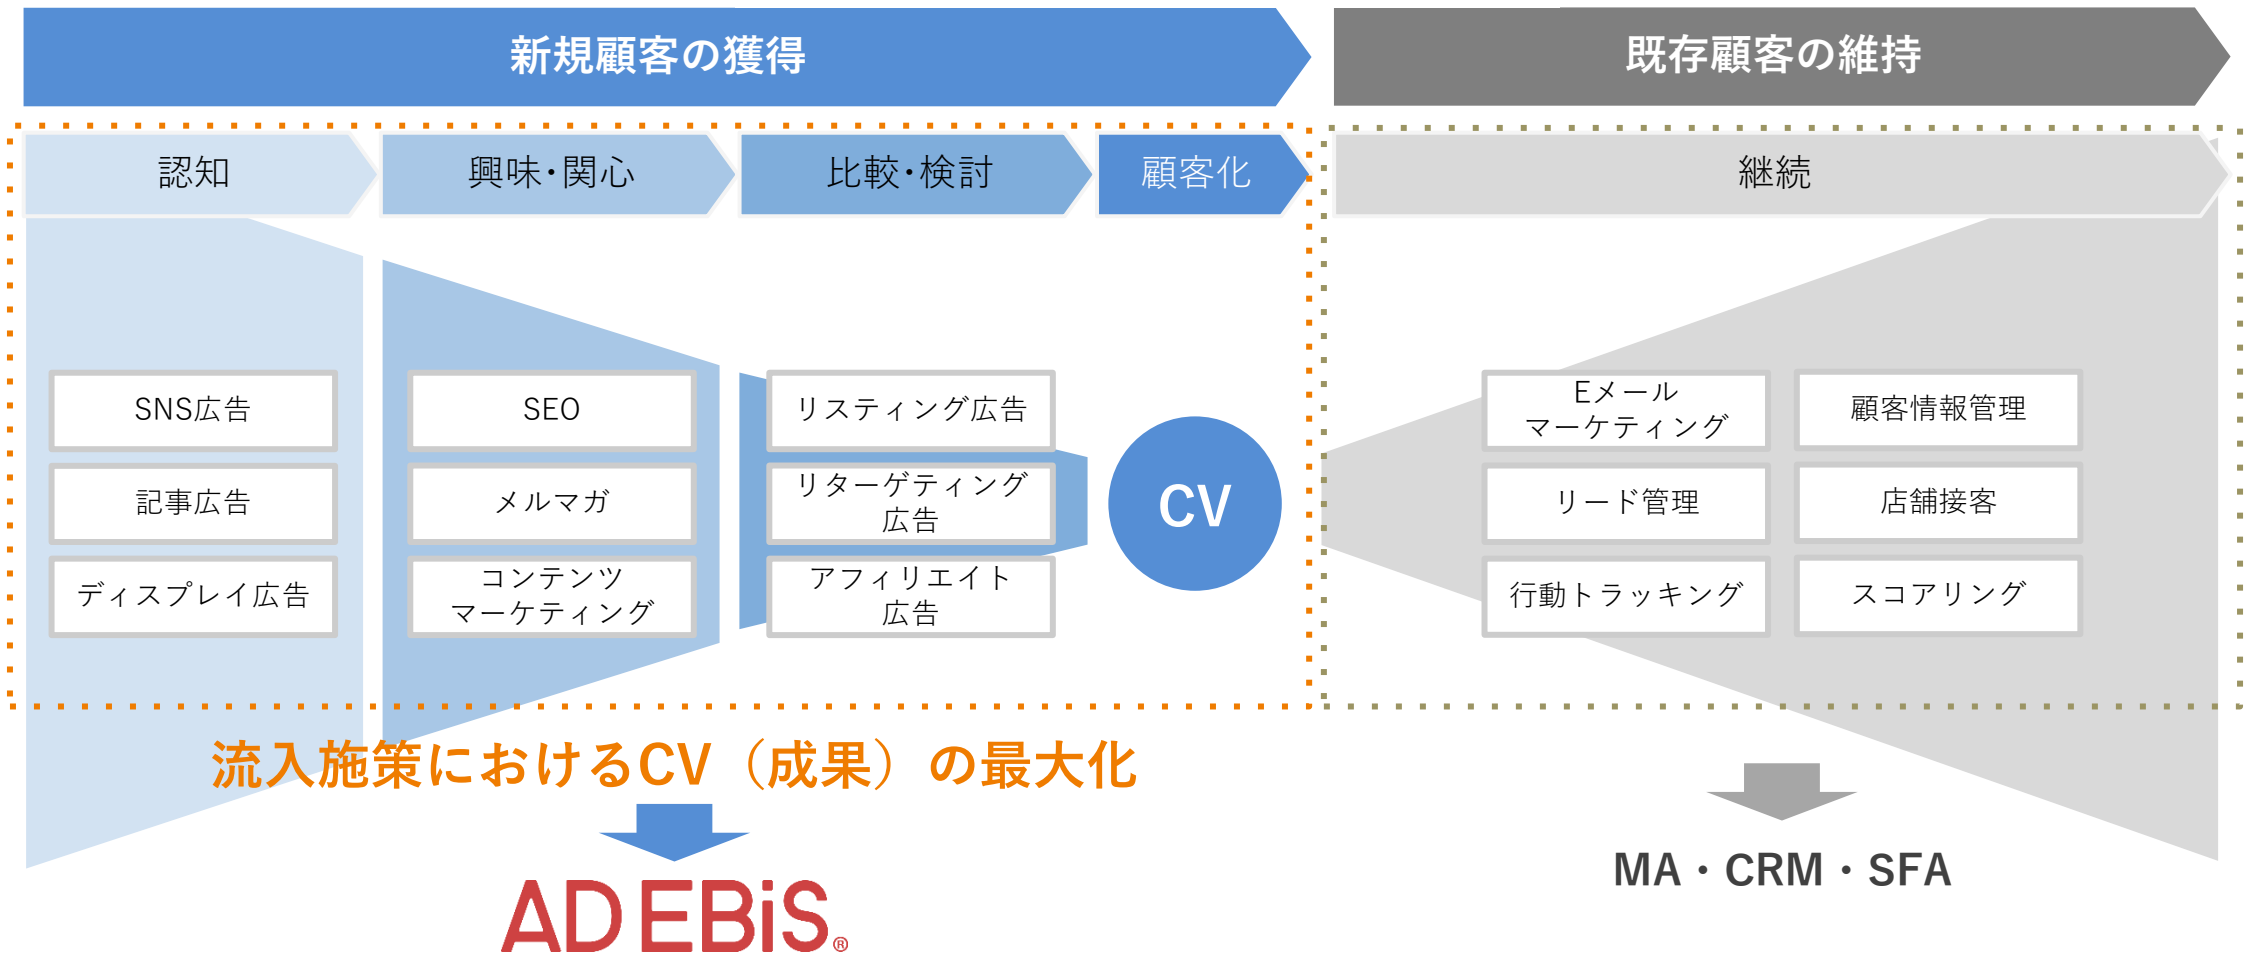 新規顧客の獲得
既存顧客の維持
認知
興味・関心
比較・検討
顧客化
継続
SNS広告
記事広告
ディスプレイ広告
SEO
メルマガ
コンテンツ
マーケティング
リスティング広告
リターゲティング
広告
アフィリエイト
広告
CV
Eメール
マーケティング
リード管理
行動トラッキング
顧客情報管理
店舗接客
スコアリング
流入施策におけるCV（成果）の最大化
AD EBiS®
MA・CRM・SFA